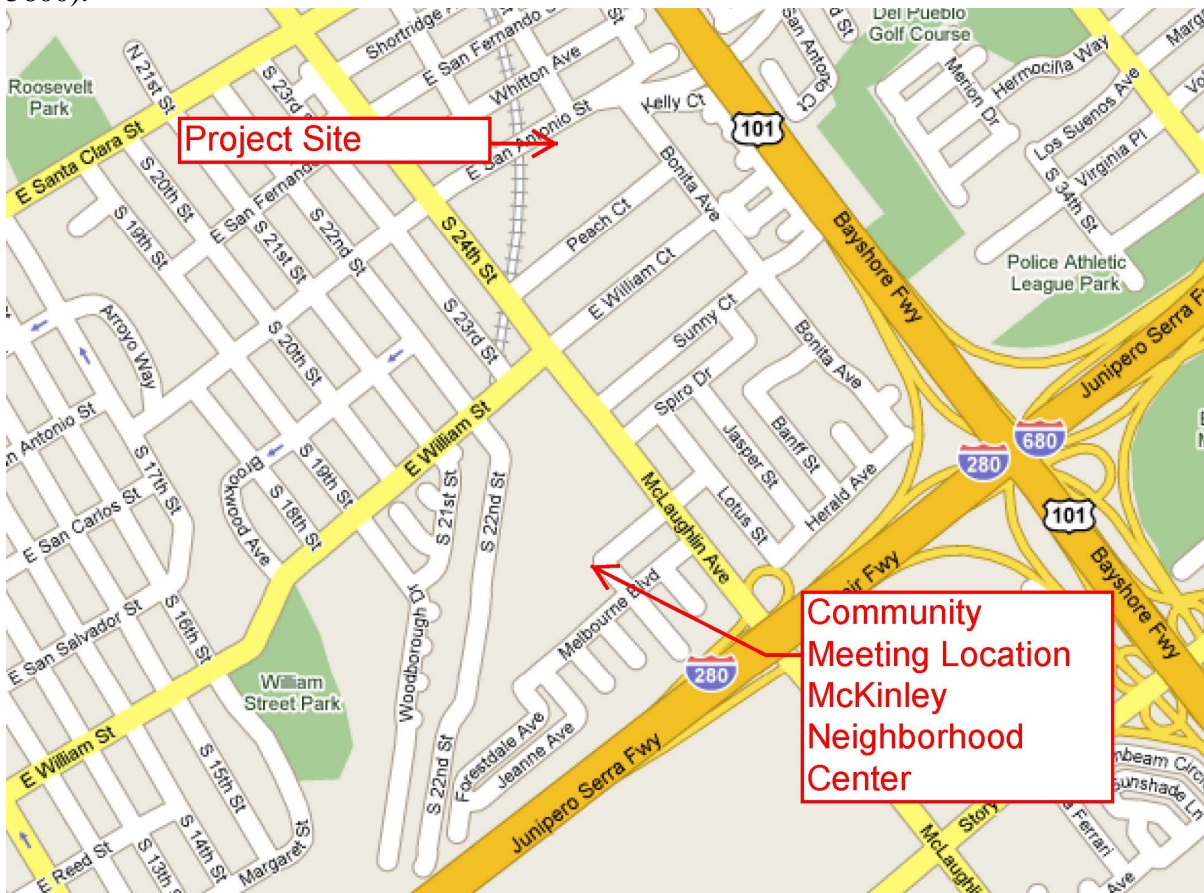 Del Pueblo
Golf Course
Roosevelt
Park
N 21st St
S 23rd
Shortridge
E San Fernando
Whitton Ave
San Antonio Ct
Merion Dr
Hermocilla Way
Los Suenos Ave
Virginia Pl
S 34th St
Kelly Ct
101
E Santa Clara St
Project Site
E San Antonio St
S 20th St
S 19th St
E San Fernando
S 21st St
S 22nd St
S 24th St
Peach Ct
Bonita Ave
E William Ct
Bayshore Fwy
Police Athletic
League Park
Junipero Serra
Arroyo Way
S 20th St
S 23rd St
Sunny Ct
Bonita Ave
Spiro Dr
Jasper St
Banff St
Lotus St
Herald Ave
680
280
101
Antonio St
S 17th St
Brookwood Ave
S 19th St
S 18th St
E William St
S 21st St
S 22nd St
McLaughlin Ave
E San Carlos St
E San Salvador St
S 16th St
Woodborough Dr
Melbourne Blvd
Fwy
Bayshore Fwy
Community
Meeting Location
McKinley
Neighborhood
Center
280
William
Street Park
E William St
S 15th St
S 22nd St
Forestdale Ave
Jeanne Ave
Junipero Serra Fwy
Sunshade Ln
Story
Ferrari
McLaughlin
Ave
E Reed St
S 13th St
S 14th St
Margaret St